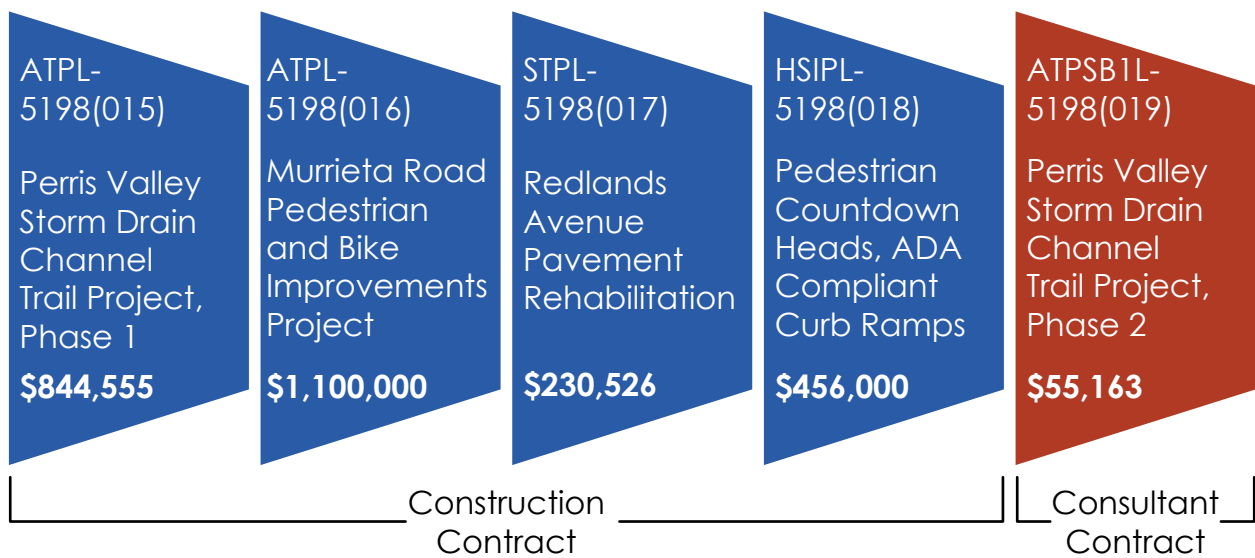 ATPL-
5198(015)
Perris Valley
Storm Drain
Channel
Trail Project,
Phase 1
$844,555
ATPL-
5198(016)
Murrieta Road
Pedestrian
and Bike
Improvements
Project
$1,100,000
STPL-
5198(017)
Redlands
Avenue
Pavement
Rehabilitation
$230,526
HSIPL-
5198(018)
Pedestrian
Countdown
Heads, ADA
Compliant
Curb Ramps
$456,000
ATPSB1L-
5198(019)
Perris Valley
Storm Drain
Channel
Trail Project,
Phase 2
$55,163
Construction
Contract
Consultant
Contract